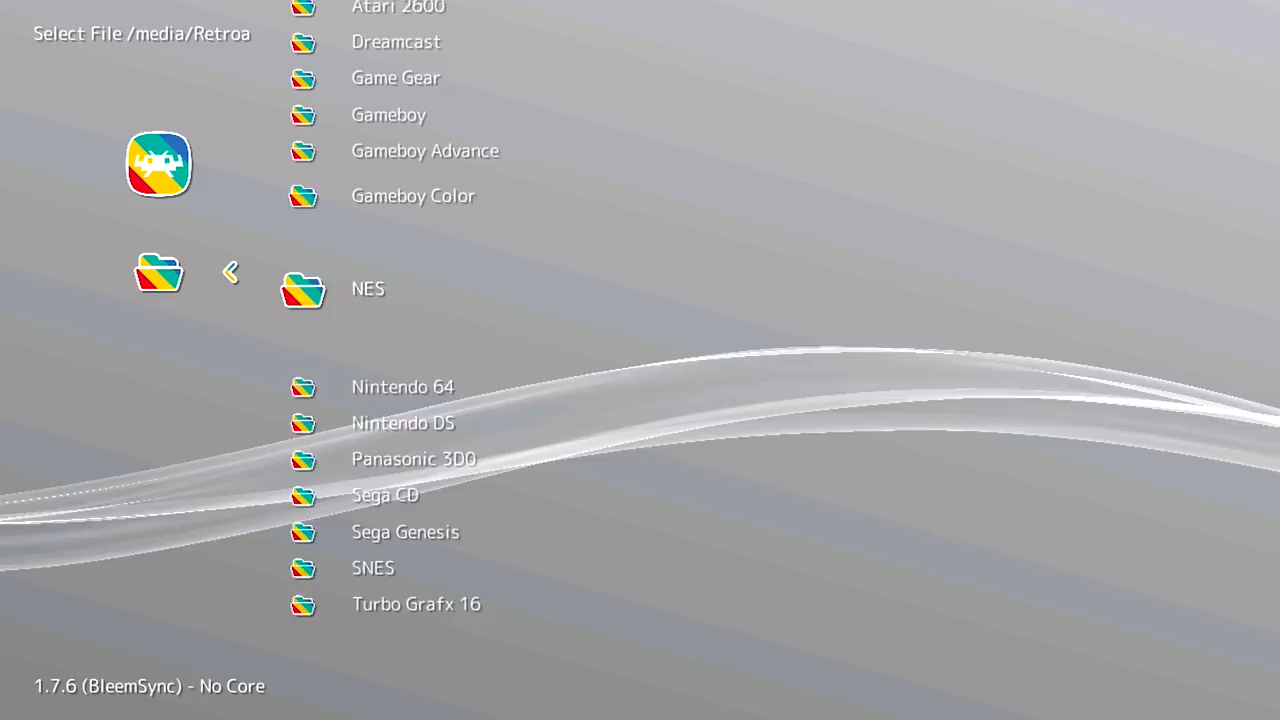 Atari 2600
Select File /media/Retroa
Dreamcast
Game Gear
Gameboy
Gameboy Advance
Gameboy Color
NES
Nintendo 64
Nintendo DS
Panasonic 3DO
Sega CD
Sega Genesis
SNES
Turbo Grafx 16
1.7.6 (BleemSync) - No Core